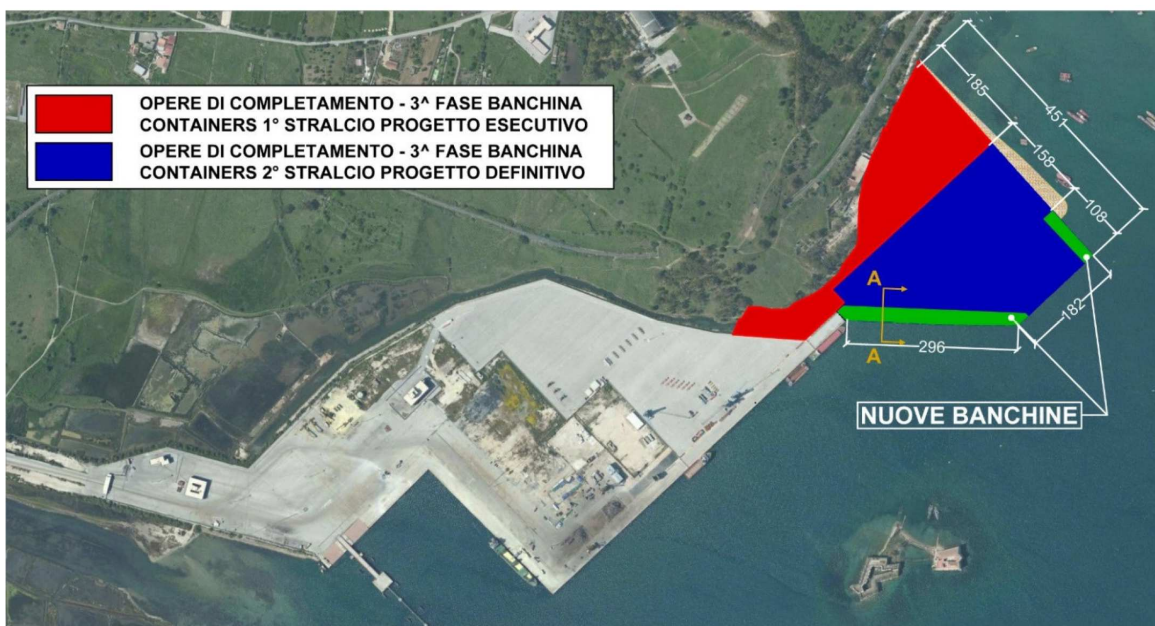 OPERE DI COMPLETAMENTO - 3^ FASE BANCHINA
CONTAINERS 1° STRALCIO PROGETTO ESECUTIVO
OPERE DI COMPLETAMENTO - 3^ FASE BANCHINA
CONTAINERS 2° STRALCIO PROGETTO DEFINITIVO
185
451
158
108
A
182
296
A
NUOVE BANCHINE